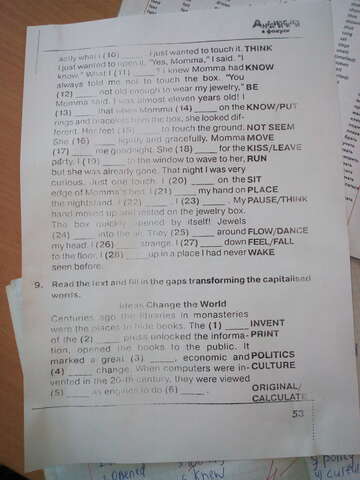 actly what I (10) _____ I just wanted to touch it. THINK
I just wanted to open it. "Yes, Momma," I said. "I
know." What I (11) _____ ? I knew Momma had KNOW
always told me not to touch the box. "You
(12) _____ not old enough to wear my jewelry," BE
Momma said. I was almost eleven years old! I
(13) _____ that when Momma (14) _____ on the KNOW/PUT
rings and bracelets from the box, she looked dif-
ferent. Her feet (15) _____ to touch the ground. NOT SEEM
She (16) _____ lightly and gracefully. Momma MOVE
(17) _____ me goodnight. She (18) _____ for the KISS/LEAVE
party. I (19) _____ to the window to wave to her, RUN
but she was already gone. That night I was very
curious. Just one touch. I (20) _____ on the SIT
edge of Momma's bed. I (21) _____ my hand on PLACE
the nightstand. I (22) _____. I (23) _____. My PAUSE/THINK
hand moved up and rested on the jewelry box.
The box quickly opened by itself! Jewels
(24) _____ into the air. They (25) _____ around FLOW/DANCE
my head. I (26) _____ strange. I (27) _____ down FEEL/FALL
to the floor. I (28) _____ up in a place I had never WAKE
seen before.
9. Read the text and fill in the gaps transforming the capitalised
words.
Ideas Change the World
Centuries ago the libraries in monasteries
were the places to hide books. The (1) _____ INVENT
of the (2) _____ press unlocked the informa- PRINT
tion, opened the books to the public. It
marked a great (3) _____, economic and POLITICS
(4) _____ change. When computers were in- CULTURE
vented in the 20-th century, they were viewed
(5) _____ as engines to do (6) _____. ORIGINAL/
CALCULATE
53
opened
knew